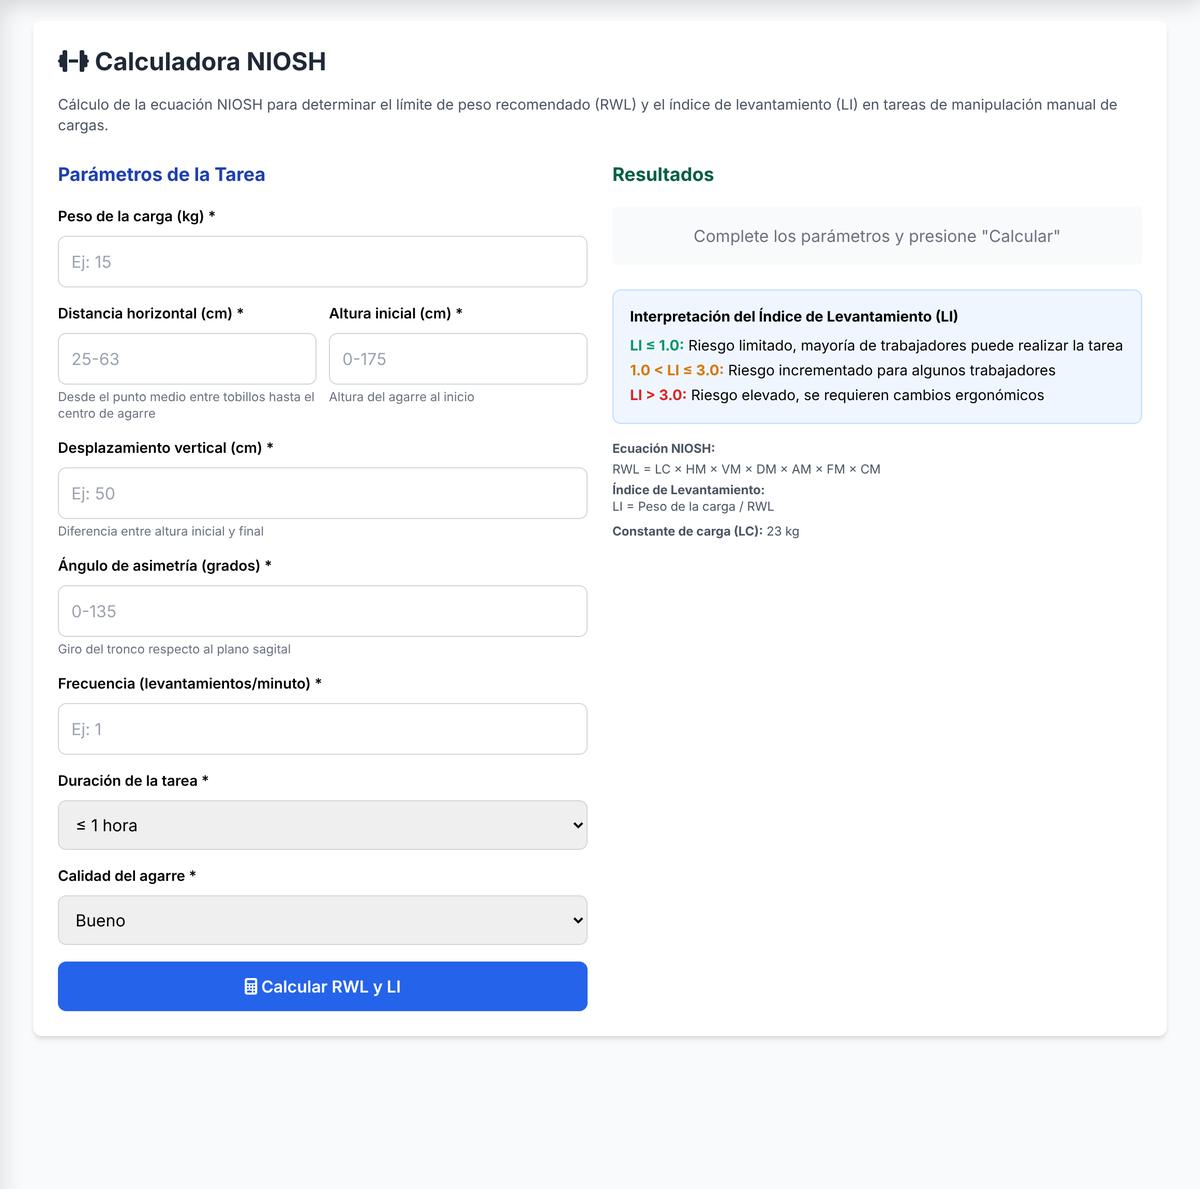 Calculadora NIOSH
Cálculo de la ecuación NIOSH para determinar el límite de peso recomendado (RWL) y el índice de levantamiento (LI) en tareas de manipulación manual de
cargas.
Parámetros de la Tarea
Peso de la carga (kg) *
Ej: 15
Distancia horizontal (cm) *
25-63
Desde el punto medio entre tobillos hasta el
centro de agarre
Altura inicial (cm) *
0-175
Altura del agarre al inicio
Desplazamiento vertical (cm) *
Ej: 50
Diferencia entre altura inicial y final
Ángulo de asimetría (grados) *
0-135
Giro del tronco respecto al plano sagital
Frecuencia (levantamientos/minuto) *
Ej: 1
Duración de la tarea *
≤ 1 hora
Calidad del agarre *
Bueno
Calcular RWL y LI
Resultados
Complete los parámetros y presione "Calcular"
Interpretación del Índice de Levantamiento (LI)
LI ≤ 1.0: Riesgo limitado, mayoría de trabajadores puede realizar la tarea
1.0 < LI ≤ 3.0: Riesgo incrementado para algunos trabajadores
LI > 3.0: Riesgo elevado, se requieren cambios ergonómicos
Ecuación NIOSH:
RWL = LC × HM × VM × DM × AM × FM × CM
Índice de Levantamiento:
LI = Peso de la carga / RWL
Constante de carga (LC): 23 kg